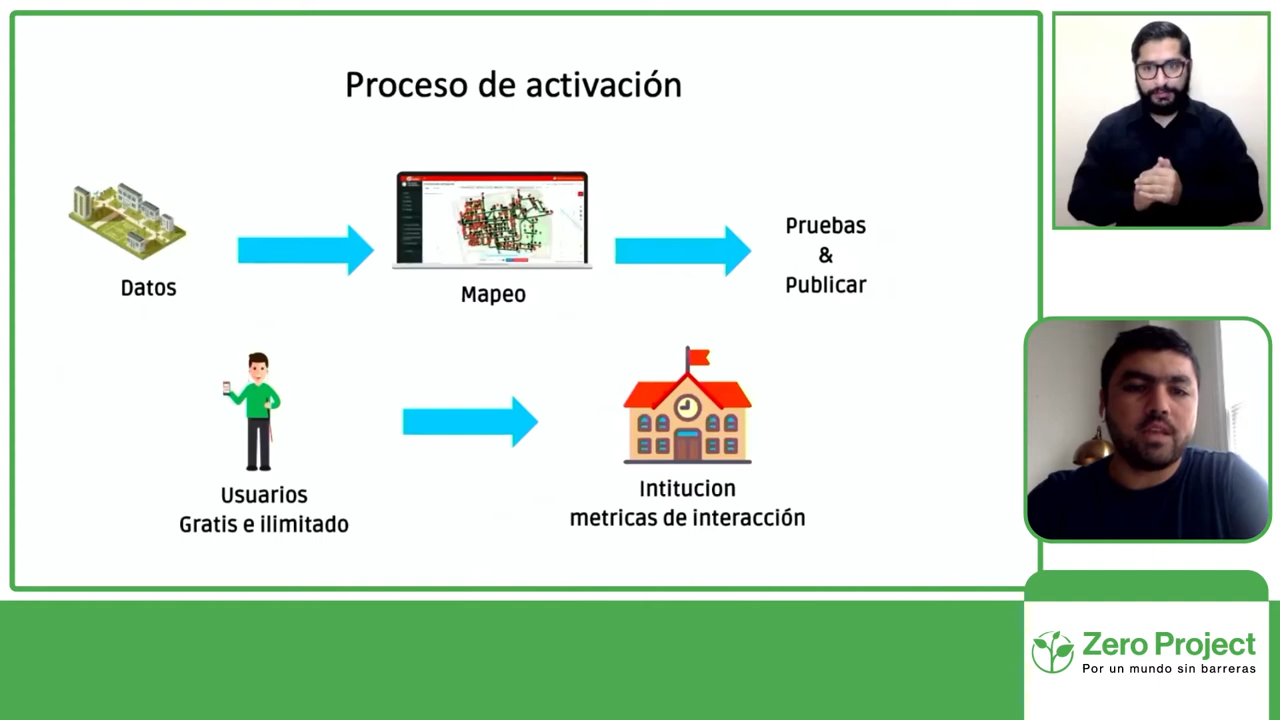 Proceso de activación
Datos
Mapeo
Pruebas
&
Publicar
Usuarios
Gratis e ilimitado
Intitucion
metricas de interacción
Zero Project
Por un mundo sin barreras